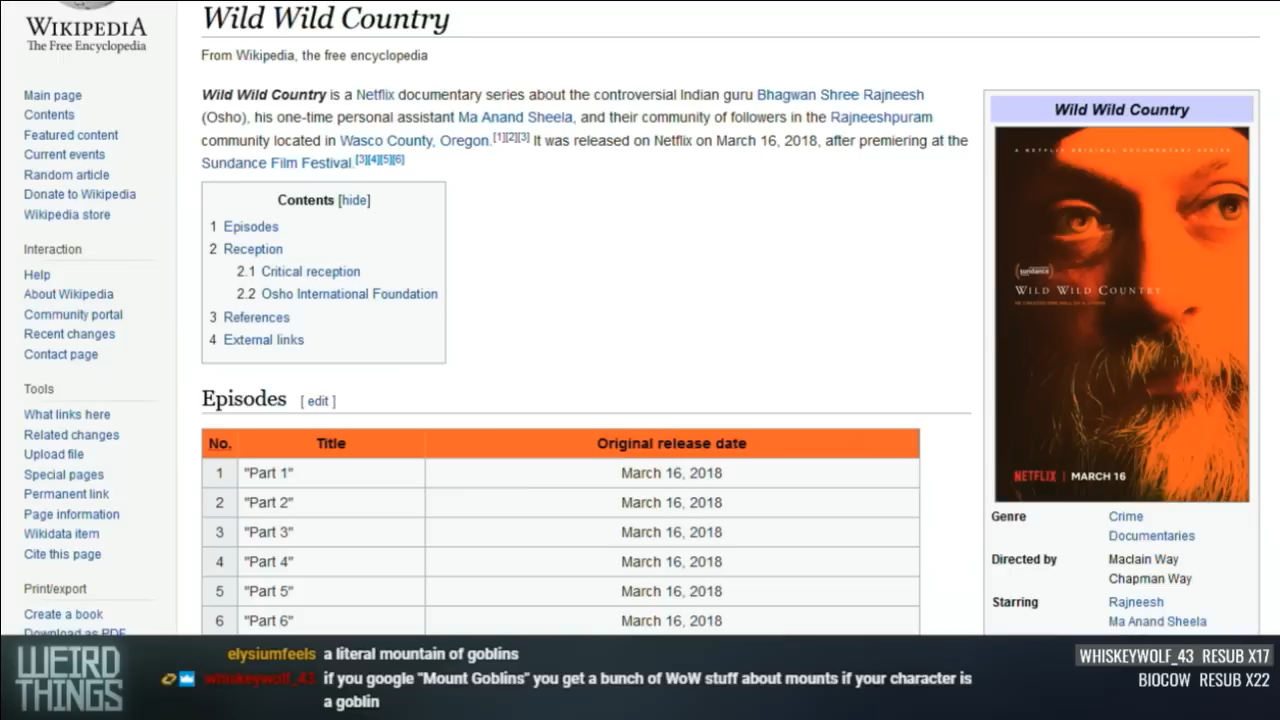 WIKIPEDIA
The Free Encyclopedia
Main page
Contents
Featured content
Current events
Random article
Donate to Wikipedia
Wikipedia store
Interaction
Help
About Wikipedia
Community portal
Recent changes
Contact page
Tools
What links here
Related changes
Upload file
Special pages
Permanent link
Page information
Wikidata item
Cite this page
Print/export
Create a book
Download as PDF
Wild Wild Country
From Wikipedia, the free encyclopedia
Wild Wild Country is a Netflix documentary series about the controversial Indian guru Bhagwan Shree Rajneesh
(Osho), his one-time personal assistant Ma Anand Sheela, and their community of followers in the Rajneeshpuram
community located in Wasco County, Oregon.[1][2][3] It was released on Netflix on March 16, 2018, after premiering at the
Sundance Film Festival.[3][4][5][6]
Contents [hide]
1 Episodes
2 Reception
2.1 Critical reception
2.2 Osho International Foundation
3 References
4 External links
Episodes [ edit ]
No. Title Original release date
1 "Part 1" March 16, 2018
2 "Part 2" March 16, 2018
3 "Part 3" March 16, 2018
4 "Part 4" March 16, 2018
5 "Part 5" March 16, 2018
6 "Part 6" March 16, 2018
Wild Wild Country
A NETFLIX ORIGINAL DOCUMENTARY SERIES
sundance
WILD WILD COUNTRY
NETFLIX | MARCH 16
Genre Crime
Documentaries
Directed by Maclain Way
Chapman Way
Starring Rajneesh
Ma Anand Sheela
WEIRD
THINGS
elysiumfeels a literal mountain of goblins
whiskeywolf_43 if you google "Mount Goblins" you get a bunch of WoW stuff about mounts if your character is
a goblin
WHISKEYWOLF_43 RESUB X17
BIOCOW RESUB X22